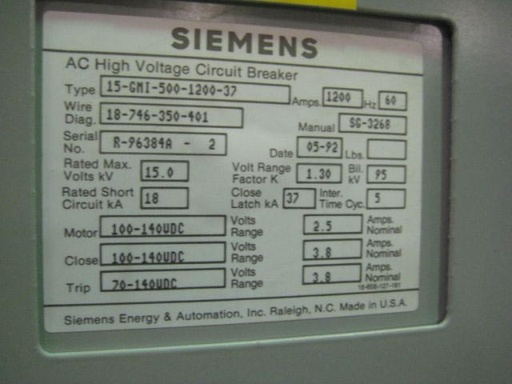 SIEMENS
AC High Voltage Circuit Breaker
Type 15-GMI-500-1200-37 Amps. 1200 Hz 60
Wire Diag. 18-746-350-401 Manual SG-3268
Serial No. R-96384A - 2 Date 05-92 Lbs.
Rated Max. Volts kV 15.0 Volt Range Factor K 1.30 Bil. kV 95
Rated Short Circuit kA 18 Close Latch kA 37 Inter. Time Cyc. 5
Motor 100-140VDC Volts Range 2.5 Amps. Nominal
Close 100-140VDC Volts Range 3.8 Amps. Nominal
Trip 70-140VDC Volts Range 3.8 Amps. Nominal
Siemens Energy & Automation, Inc. Raleigh, N.C. Made in U.S.A.